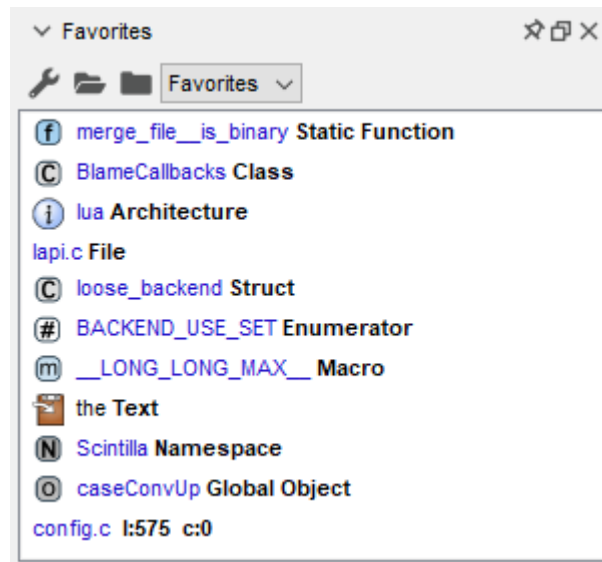 Favorites
Favorites
f merge_file__is_binary Static Function
C BlameCallbacks Class
i lua Architecture
lapi.c File
C loose_backend Struct
# BACKEND_USE_SET Enumerator
m __LONG_LONG_MAX__ Macro
the Text
N Scintilla Namespace
O caseConvUp Global Object
config.c l:575 c:0